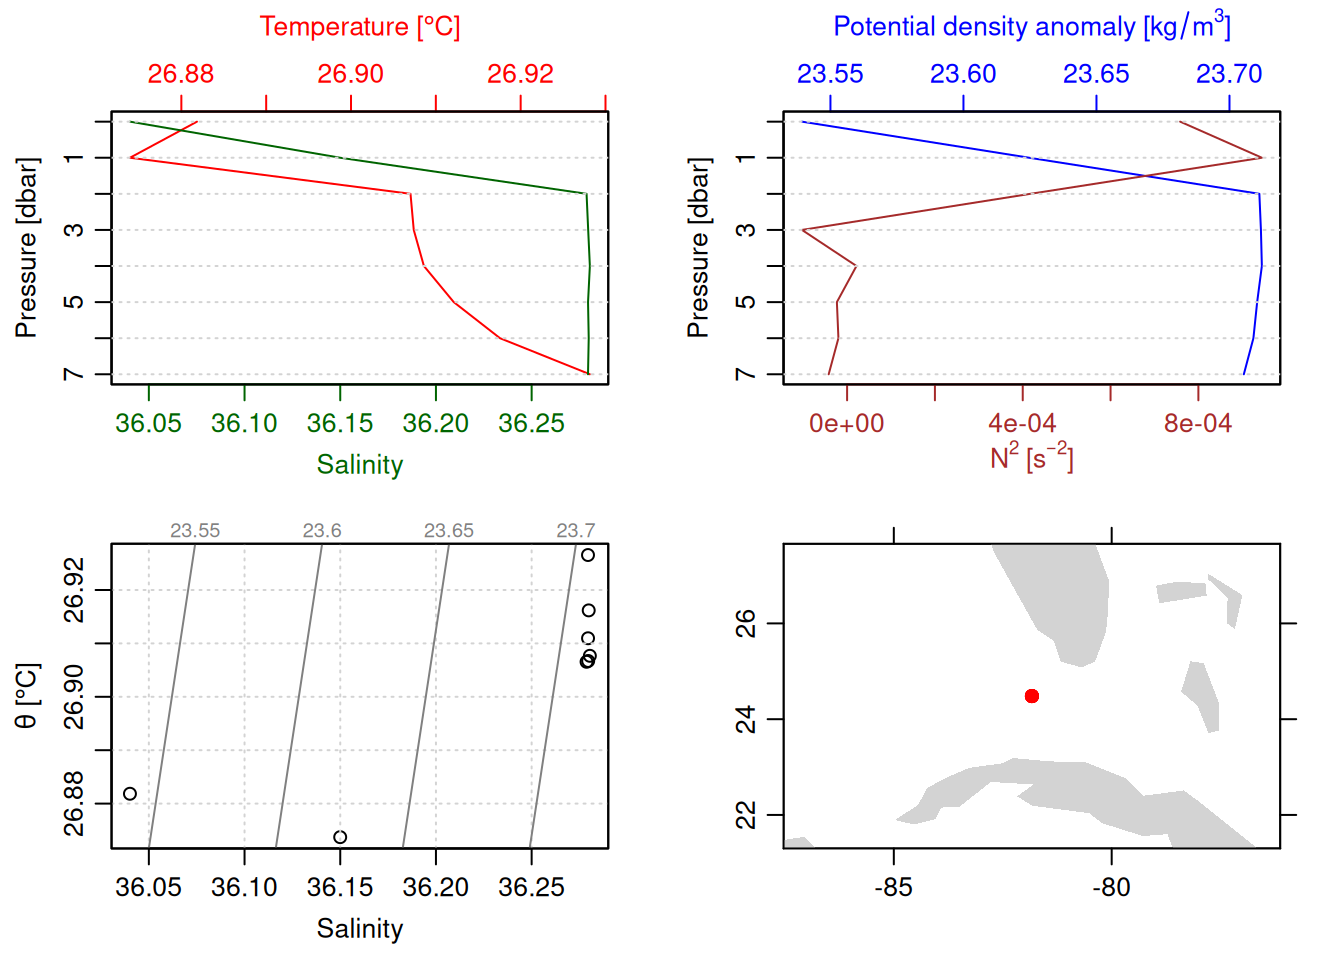 Temperature [°C]
26.88 26.90 26.92
Pressure [dbar]
1
3
5
7
36.05 36.10 36.15 36.20 36.25
Salinity
Potential density anomaly [kg/m³]
23.55 23.60 23.65 23.70
Pressure [dbar]
1
3
5
7
0e+00 4e-04 8e-04
N² [s⁻²]
23.55 23.6 23.65 23.7
θ [°C]
26.92
26.90
26.88
36.05 36.10 36.15 36.20 36.25
Salinity
26
24
22
-85 -80